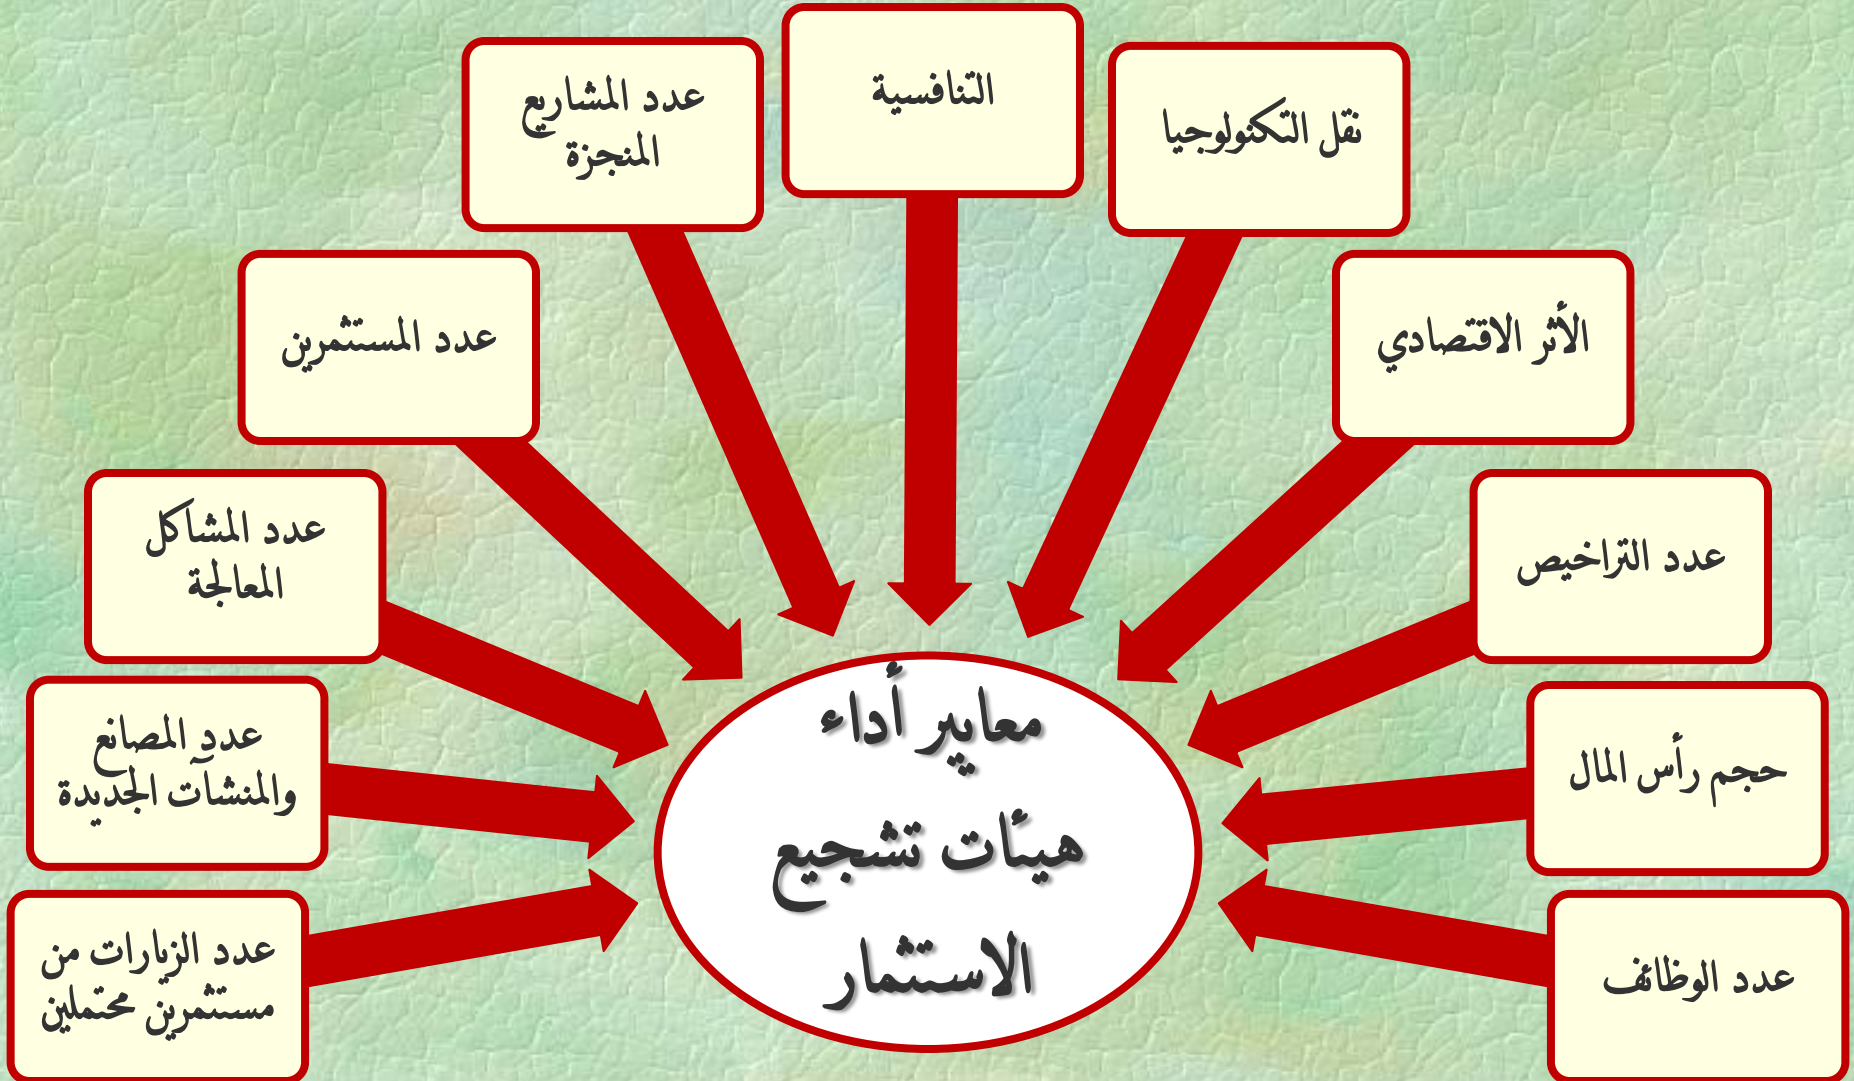 التنافسية
نقل التكنولوجيا
عدد المشاريع
المنجزة
الأثر الاقتصادي
عدد المستثمرين
عدد التراخيص
عدد المشاكل
المعالجة
حجم رأس المال
عدد المصانع
والمنشآت الجديدة
عدد الوظائف
عدد الزيارات من
مستثمرين محتملين
معايير أداء
هيئات تشجيع
الاستثمار